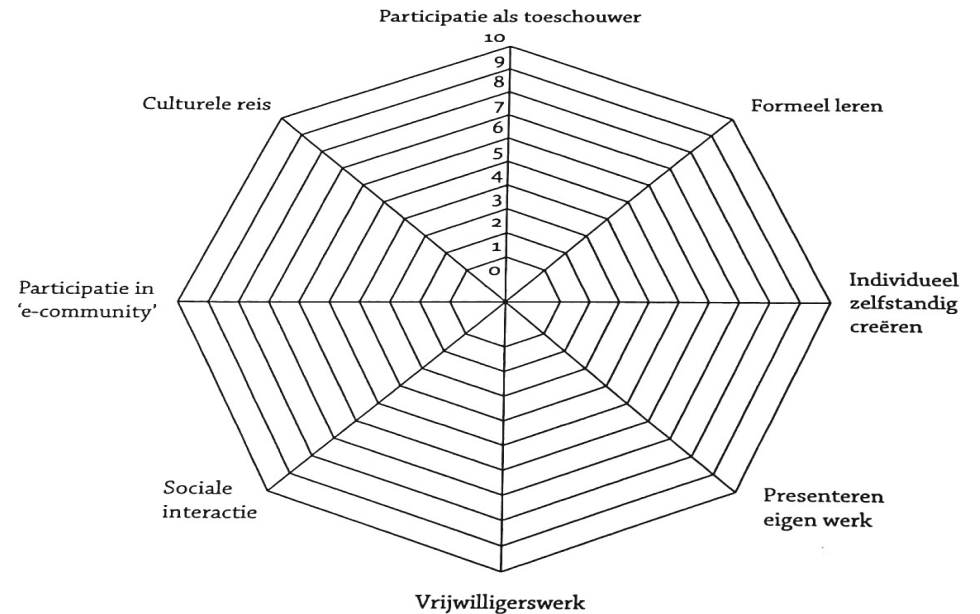 Participatie als toeschouwer
10
9
8
7
6
5
4
3
2
1
0
Culturele reis
Formeel leren
Participatie in
‘e-community’
Individueel
zelfstandig
creëren
Sociale
interactie
Presenteren
eigen werk
Vrijwilligerswerk